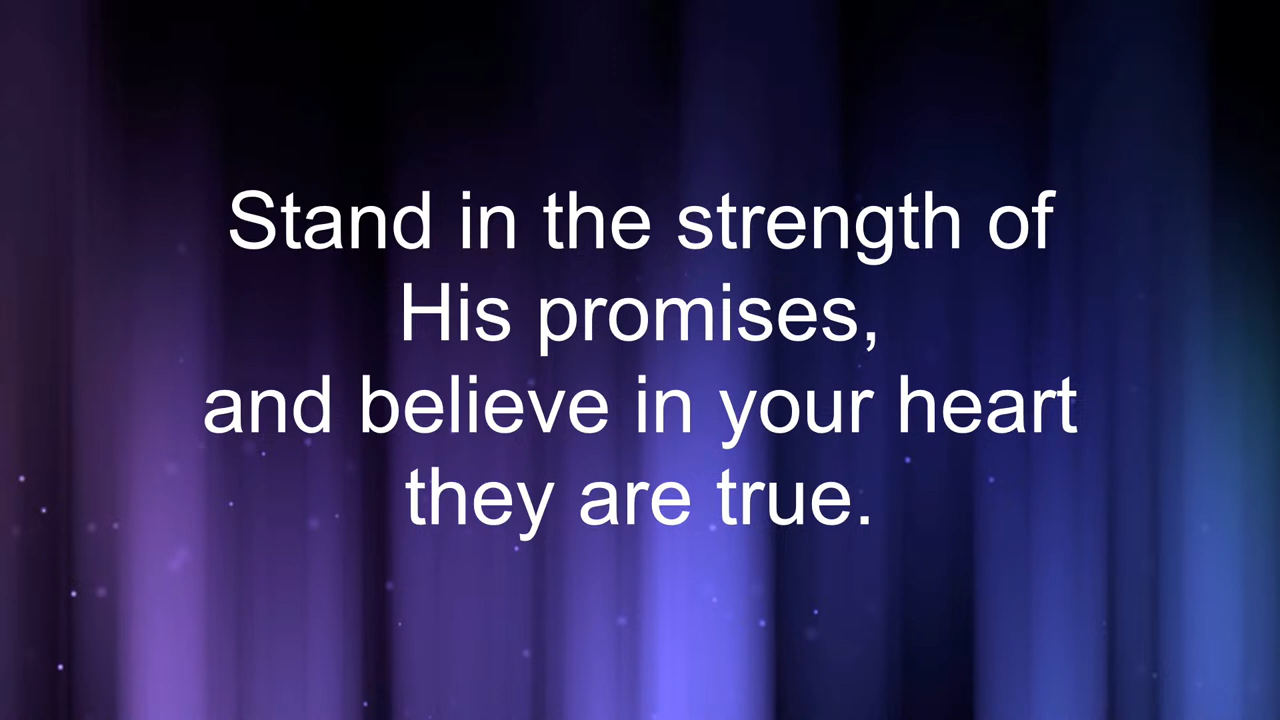 Stand in the strength of
His promises,
and believe in your heart
they are true.